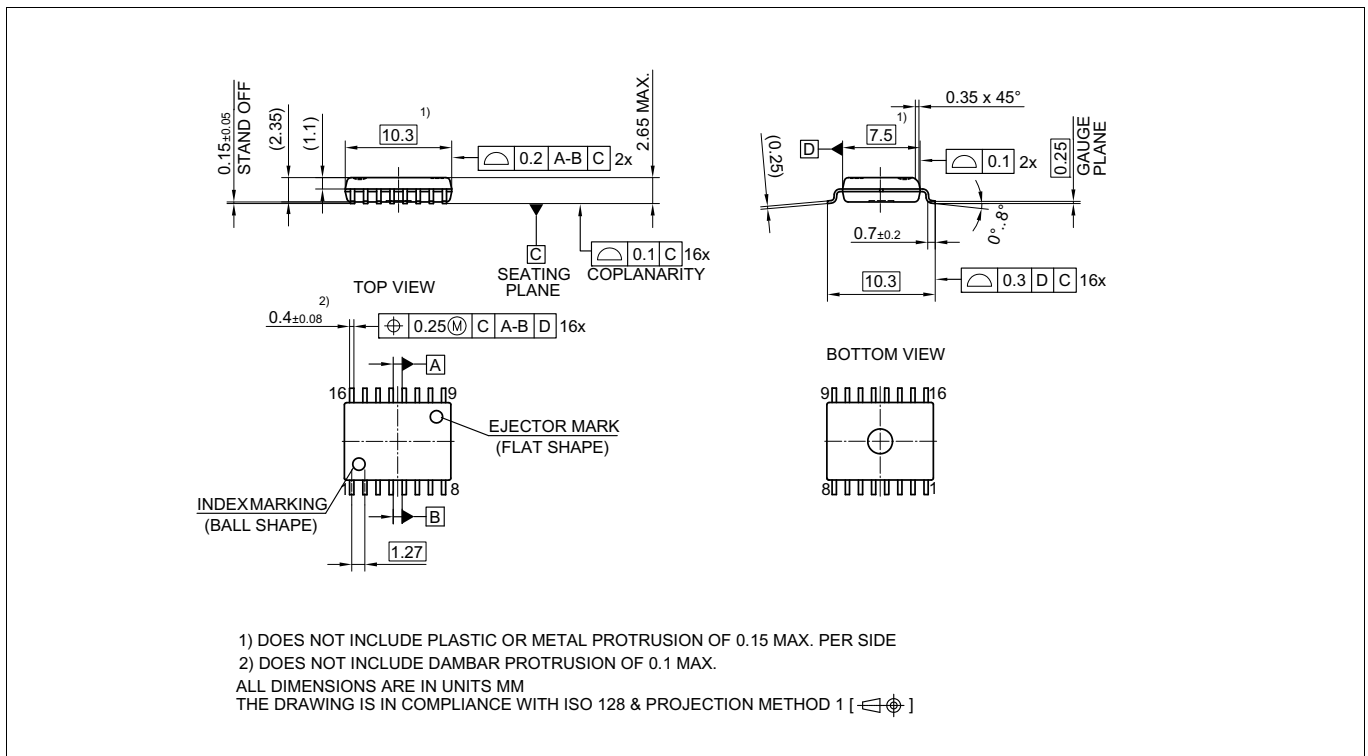 0.15±0.05
STAND OFF
(2.35)
(1.1)
1)
10.3
2.65 MAX.
⌓ 0.2 A-B C 2x
C
SEATING
PLANE
⌓ 0.1 C 16x
COPLANARITY
0.35 x 45°
1)
7.5
D
(0.25)
⌓ 0.1 2x
0.25
GAUGE
PLANE
0°..8°
0.7±0.2
10.3
⌓ 0.3 D C 16x
TOP VIEW
2)
0.4±0.08
⌖ 0.25Ⓜ C A-B D 16x
A
16 9
EJECTOR MARK
(FLAT SHAPE)
1 8
INDEX MARKING
(BALL SHAPE)
B
1.27
BOTTOM VIEW
9 16
8 1
1) DOES NOT INCLUDE PLASTIC OR METAL PROTRUSION OF 0.15 MAX. PER SIDE
2) DOES NOT INCLUDE DAMBAR PROTRUSION OF 0.1 MAX.
ALL DIMENSIONS ARE IN UNITS MM
THE DRAWING IS IN COMPLIANCE WITH ISO 128 & PROJECTION METHOD 1 [ ]